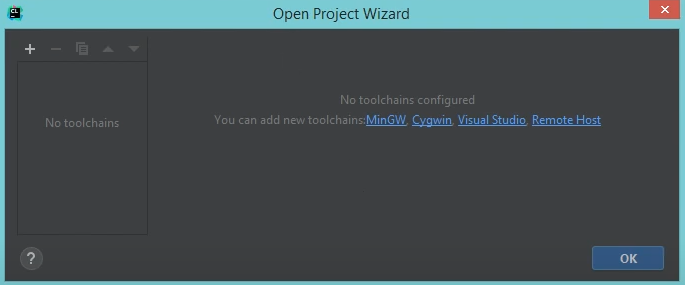 CL
Open Project Wizard
No toolchains
No toolchains configured
You can add new toolchains:MinGW, Cygwin, Visual Studio, Remote Host
?
OK